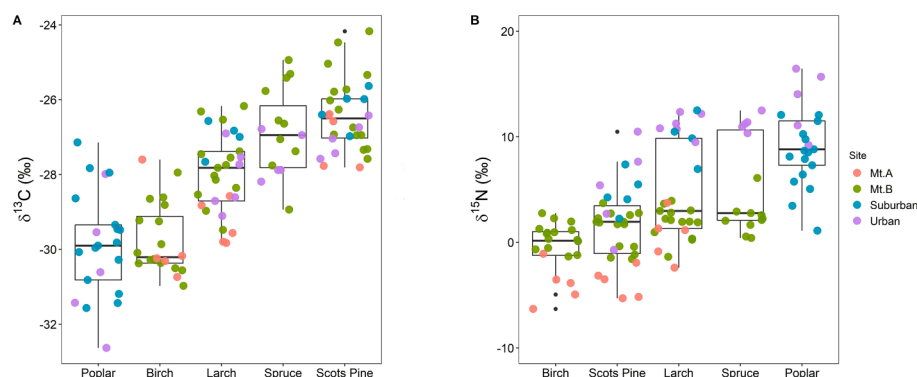 A
δ13C (‰)
-24
-26
-28
-30
-32
Poplar Birch Larch Spruce Scots Pine
B
δ15N (‰)
20
10
0
-10
Birch Scots Pine Larch Spruce Poplar
Site
Mt.A
Mt.B
Suburban
Urban